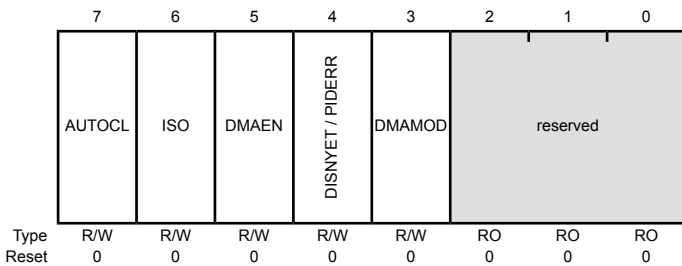 7 6 5 4 3 2 1 0
AUTOCL ISO DMAEN DISNYET / PIDERR DMAMOD reserved
Type R/W R/W R/W R/W R/W RO RO RO
Reset 0 0 0 0 0 0 0 0